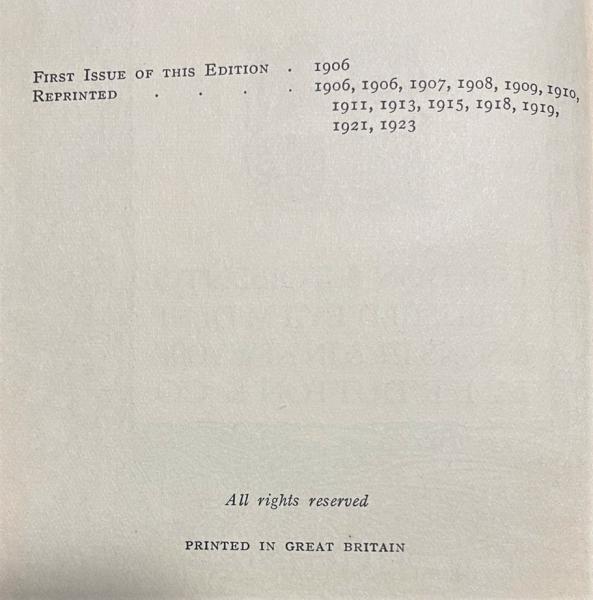 FIRST ISSUE OF THIS EDITION . 1906
REPRINTED . . . . 1906, 1906, 1907, 1908, 1909, 1910,
1911, 1913, 1915, 1918, 1919,
1921, 1923
All rights reserved
PRINTED IN GREAT BRITAIN